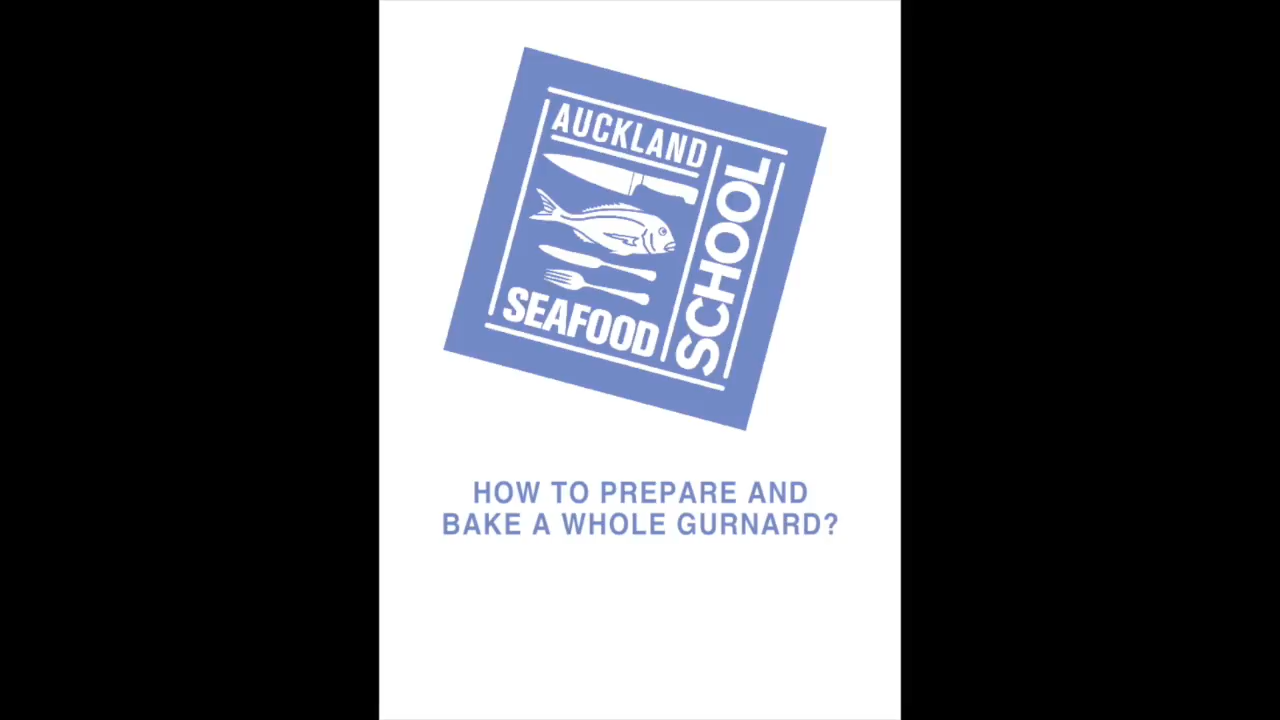 AUCKLAND
SEAFOOD
SCHOOL
HOW TO PREPARE AND
BAKE A WHOLE GURNARD?